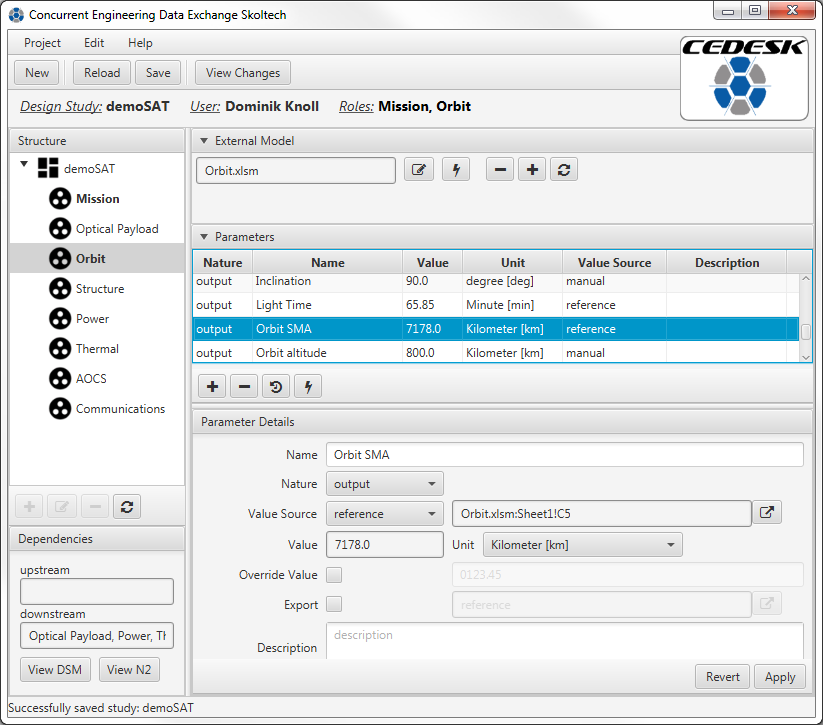 Concurrent Engineering Data Exchange Skoltech
Project Edit Help
New Reload Save View Changes
CEDESK
Design Study: demoSAT User: Dominik Knoll Roles: Mission, Orbit
Structure
demoSAT
Mission
Optical Payload
Orbit
Structure
Power
Thermal
AOCS
Communications
Dependencies
upstream
downstream
Optical Payload, Power, Th
View DSM View N2
External Model
Orbit.xlsm
Parameters
Nature Name Value Unit Value Source Description
output Inclination 90.0 degree [deg] manual
output Light Time 65.85 Minute [min] reference
output Orbit SMA 7178.0 Kilometer [km] reference
output Orbit altitude 800.0 Kilometer [km] manual
Parameter Details
Name Orbit SMA
Nature output
Value Source reference Orbit.xlsm:Sheet1!C5
Value 7178.0 Unit Kilometer [km]
Override Value 0123.45
Export reference
Description description
Revert Apply
Successfully saved study: demoSAT